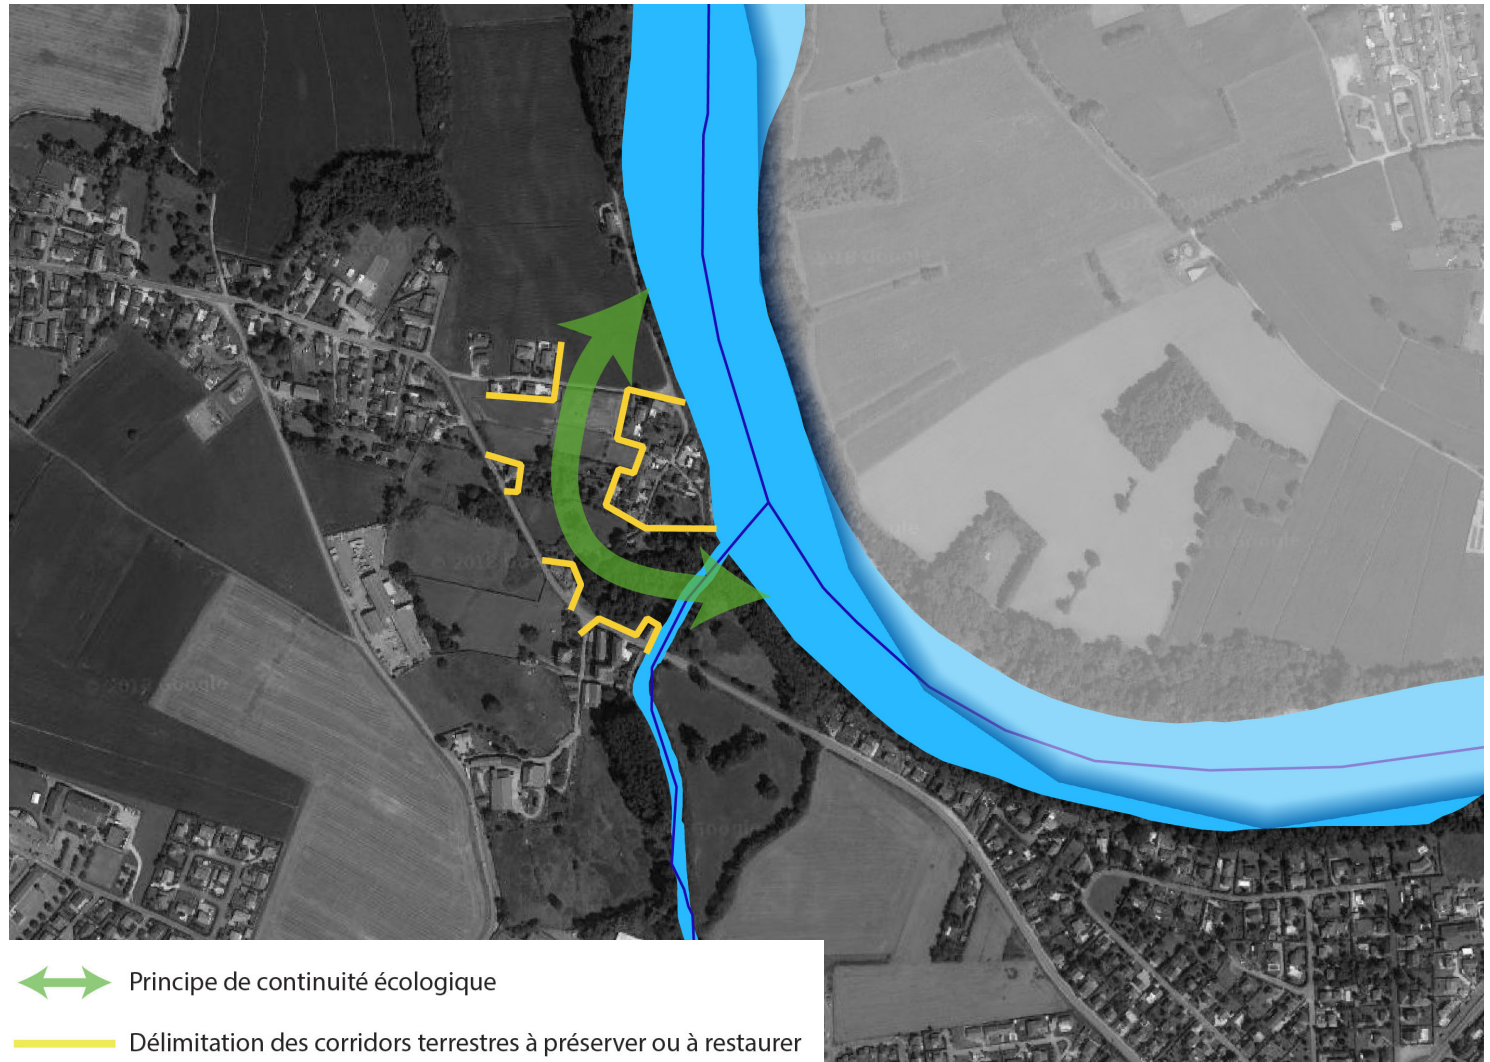 Principe de continuité écologique
Délimitation des corridors terrestres à préserver ou à restaurer